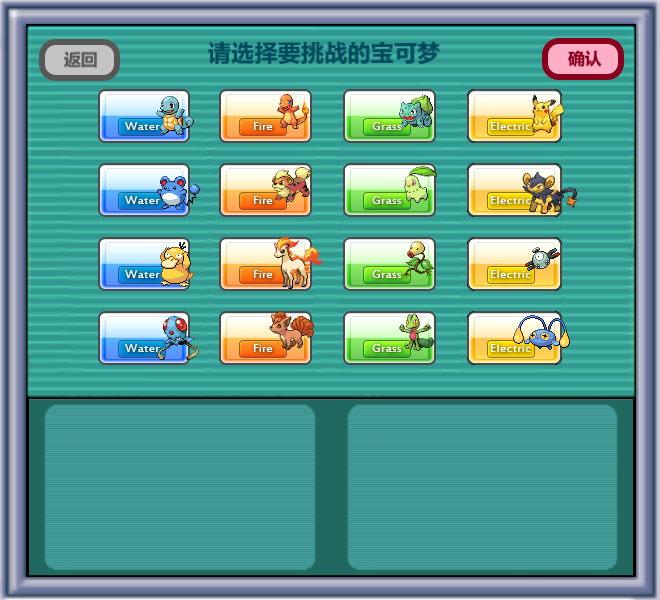 请选择要挑战的宝可梦
返回
确认
Water
Fire
Grass
Electric
Water
Fire
Grass
Electric
Water
Fire
Grass
Electric
Water
Fire
Grass
Electric